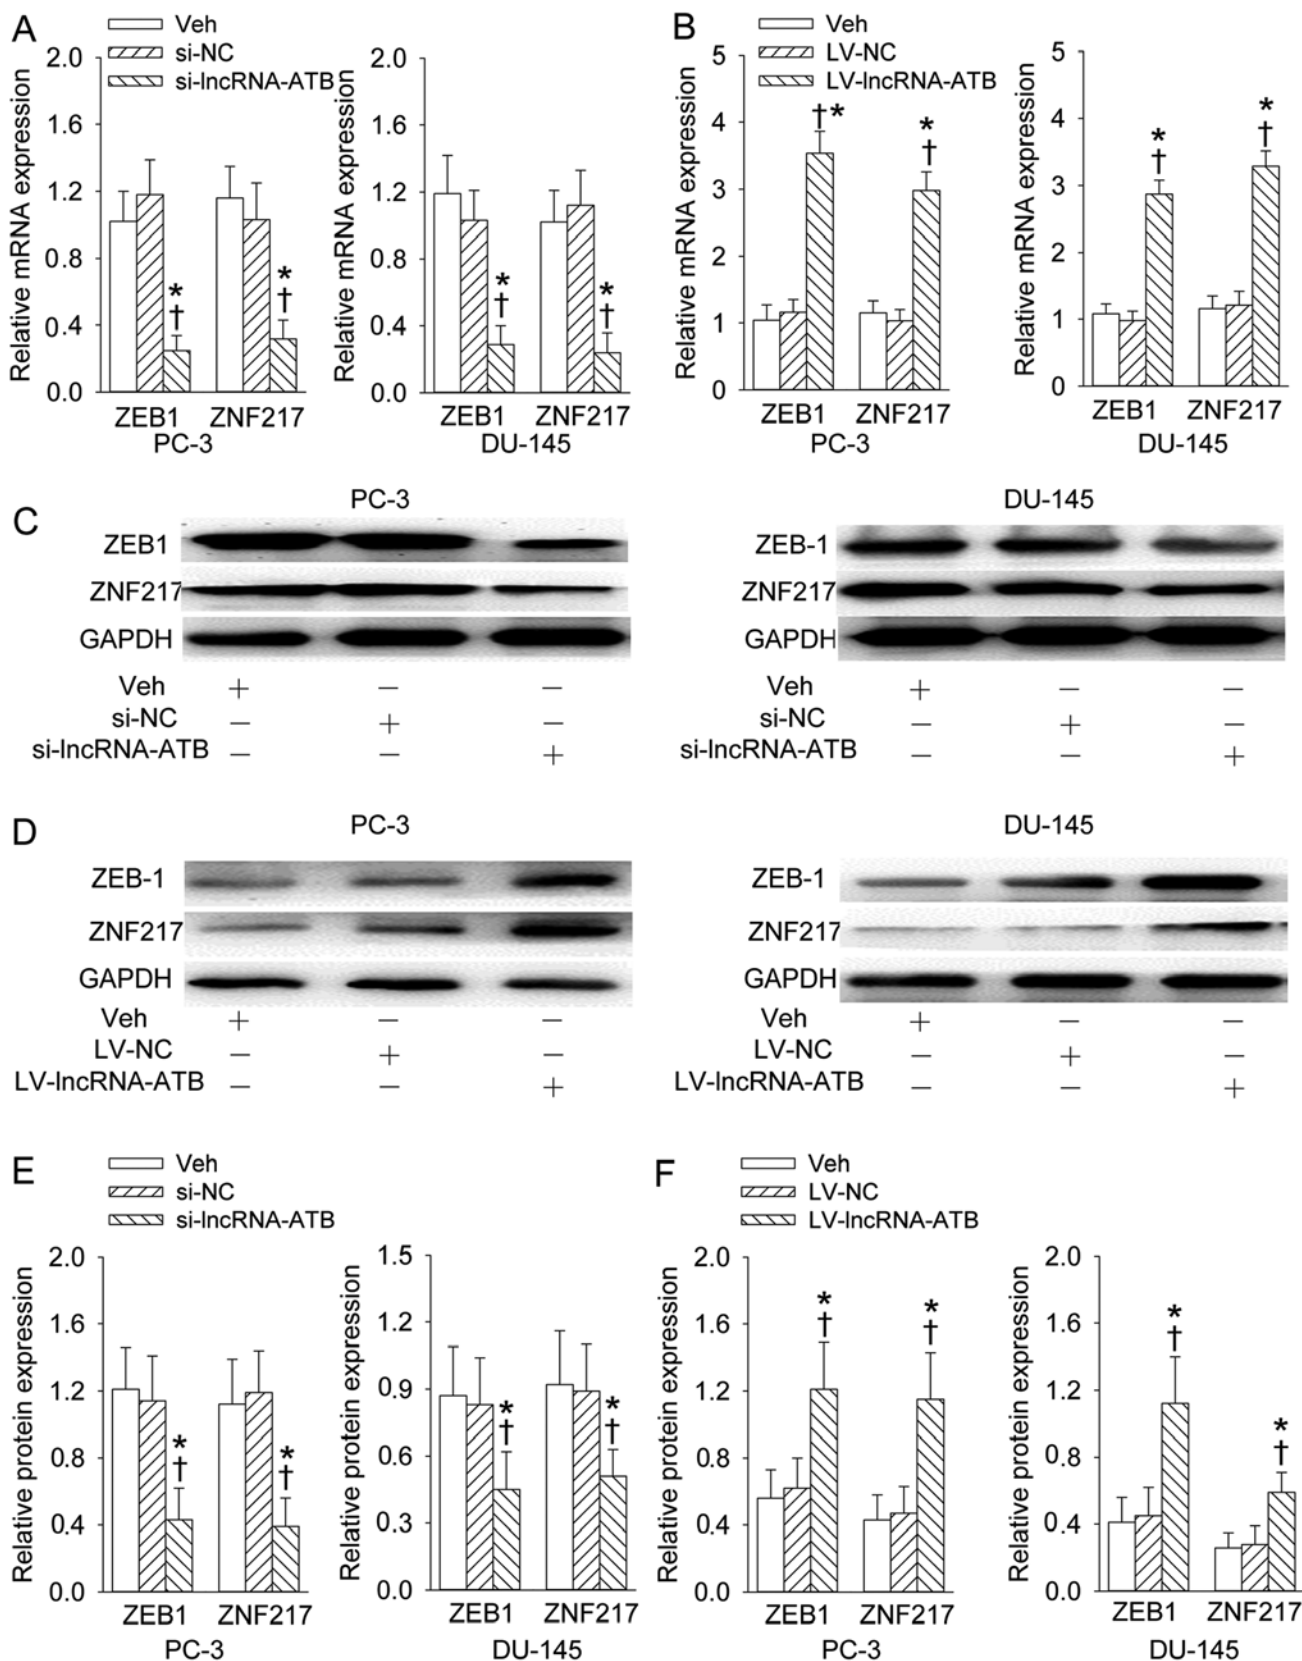 A
Veh
si-NC
si-lncRNA-ATB
Relative mRNA expression
2.0
1.6
1.2
0.8
0.4
0.0
ZEB1 ZNF217
PC-3
Relative mRNA expression
2.0
1.6
1.2
0.8
0.4
0.0
* † * † * † * †
ZEB1 ZNF217
DU-145
B
Veh
LV-NC
LV-lncRNA-ATB
Relative mRNA expression
5
4
3
2
1
0
†* * †
ZEB1 ZNF217
PC-3
Relative mRNA expression
5
4
3
2
1
0
* † * †
ZEB1 ZNF217
DU-145
C
PC-3
ZEB1
ZNF217
GAPDH
Veh + − −
si-NC − + −
si-lncRNA-ATB − − +
DU-145
ZEB-1
ZNF217
GAPDH
Veh + − −
si-NC − + −
si-lncRNA-ATB − − +
D
PC-3
ZEB-1
ZNF217
GAPDH
Veh + − −
LV-NC − + −
LV-lncRNA-ATB − − +
DU-145
ZEB-1
ZNF217
GAPDH
Veh + − −
LV-NC − + −
LV-lncRNA-ATB − − +
E
Veh
si-NC
si-lncRNA-ATB
Relative protein expression
2.0
1.6
1.2
0.8
0.4
0.0
* † * †
ZEB1 ZNF217
PC-3
Relative protein expression
1.5
1.2
0.9
0.6
0.3
0.0
* † * †
ZEB1 ZNF217
DU-145
F
Veh
LV-NC
LV-lncRNA-ATB
Relative protein expression
2.0
1.6
1.2
0.8
0.4
0.0
* † * †
ZEB1 ZNF217
PC-3
Relative protein expression
2.0
1.6
1.2
0.8
0.4
0.0
* † * †
ZEB1 ZNF217
DU-145